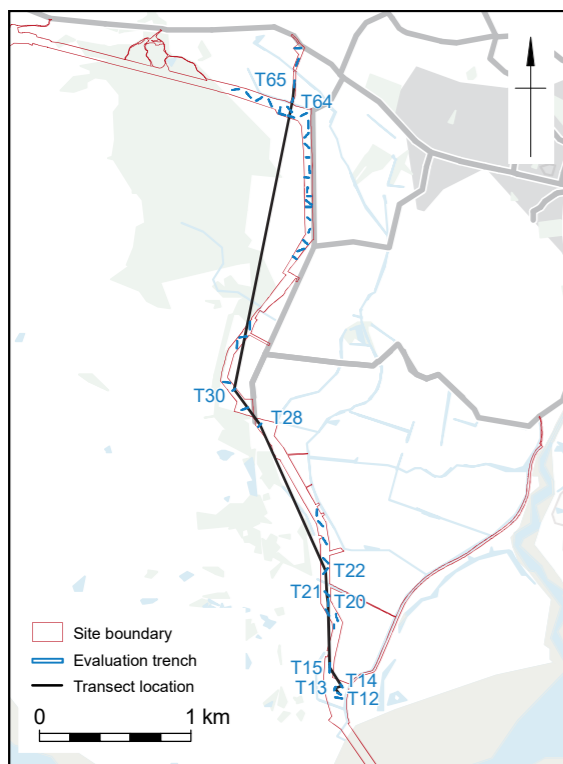 T65
T64
T30
T28
T22
T21
T20
T15
T14
T13
T12
Site boundary
Evaluation trench
Transect location
0 1 km